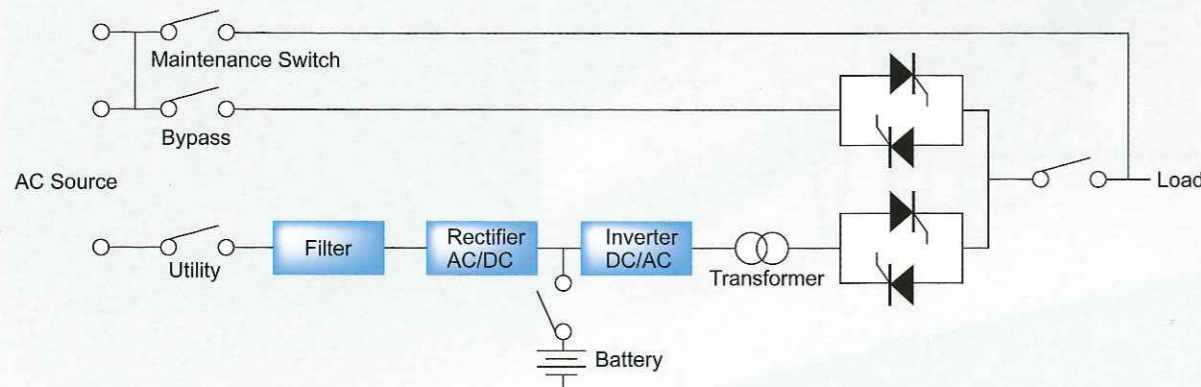 Maintenance Switch
Bypass
AC Source
Load
Utility
Filter
Rectifier
AC/DC
Inverter
DC/AC
Transformer
Battery